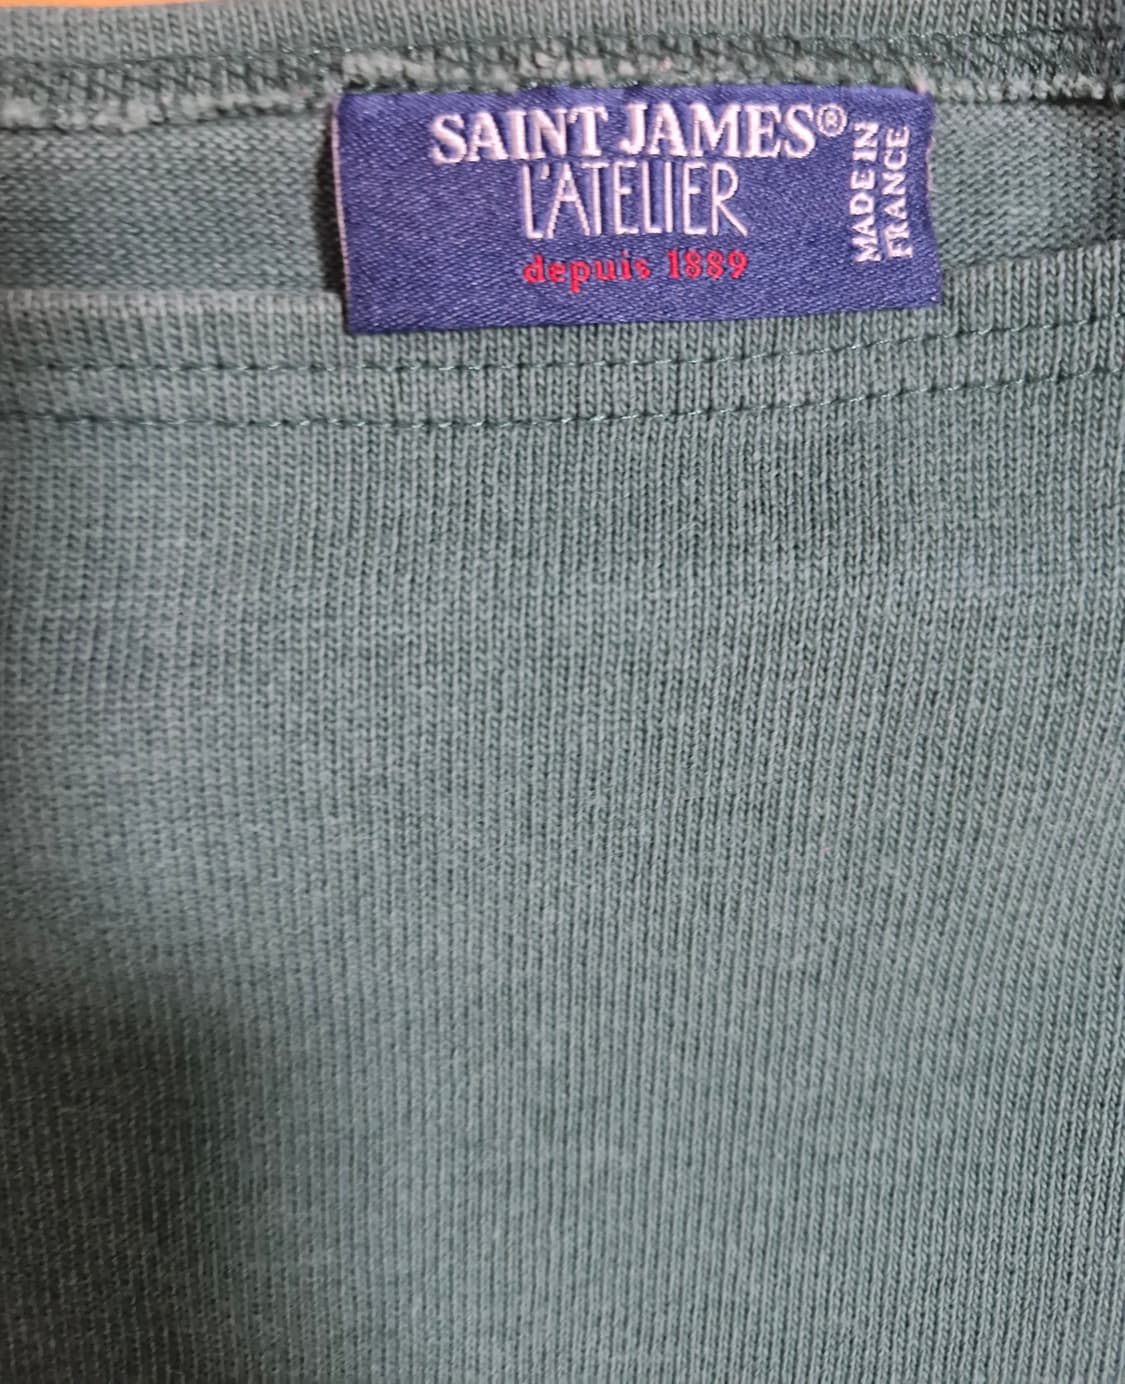 SAINT JAMES®
L'ATELIER
depuis 1889
MADE IN
FRANCE